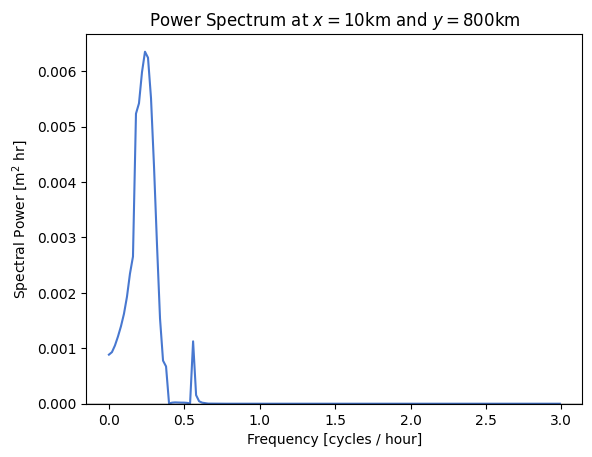 Power Spectrum at x = 10km and y = 800km
Spectral Power [m² hr]
0.006
0.005
0.004
0.003
0.002
0.001
0.000
0.0 0.5 1.0 1.5 2.0 2.5 3.0
Frequency [cycles / hour]